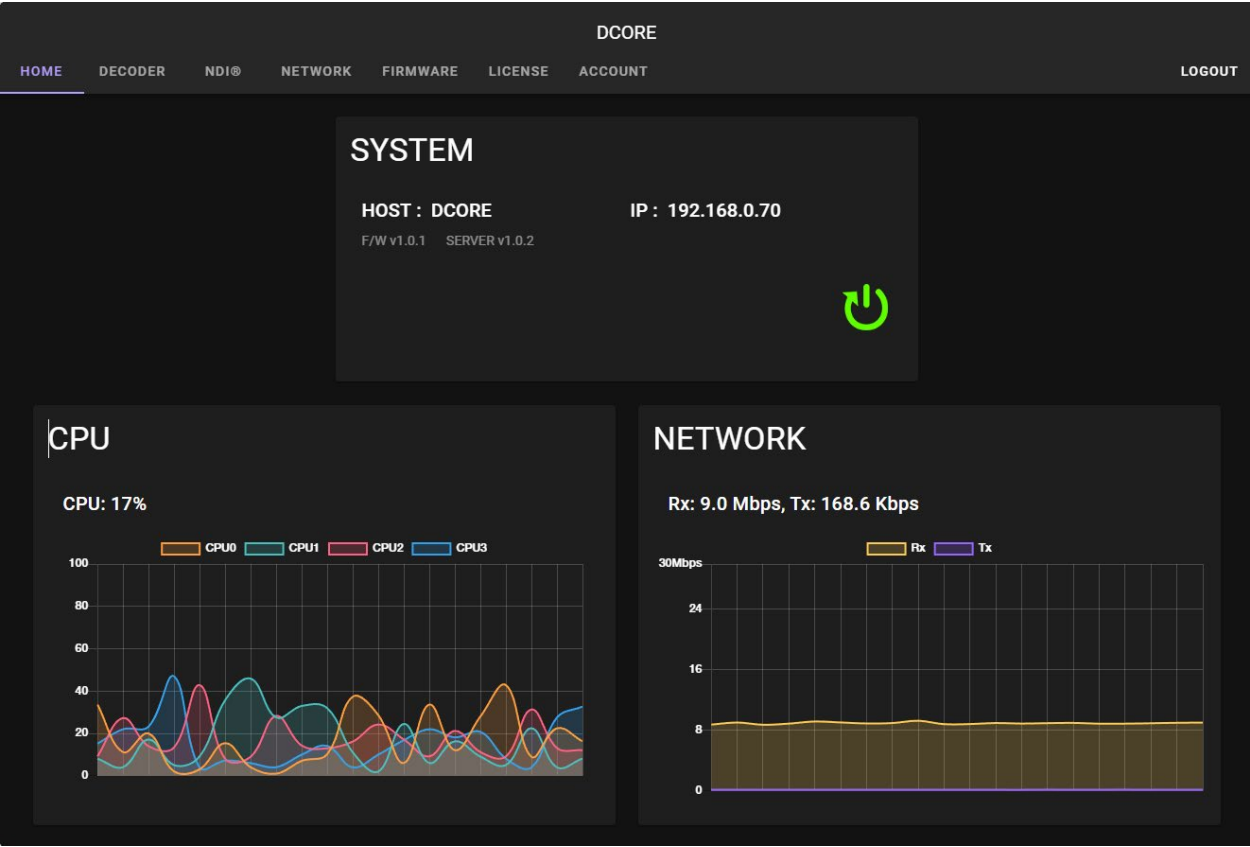 DCORE
HOME DECODER NDI® NETWORK FIRMWARE LICENSE ACCOUNT LOGOUT
SYSTEM
HOST : DCORE IP : 192.168.0.70
F/W v1.0.1 SERVER v1.0.2
CPU
CPU: 17%
CPU0 CPU1 CPU2 CPU3
100
80
60
40
20
0
NETWORK
Rx: 9.0 Mbps, Tx: 168.6 Kbps
Rx Tx
30Mbps
24
16
8
0